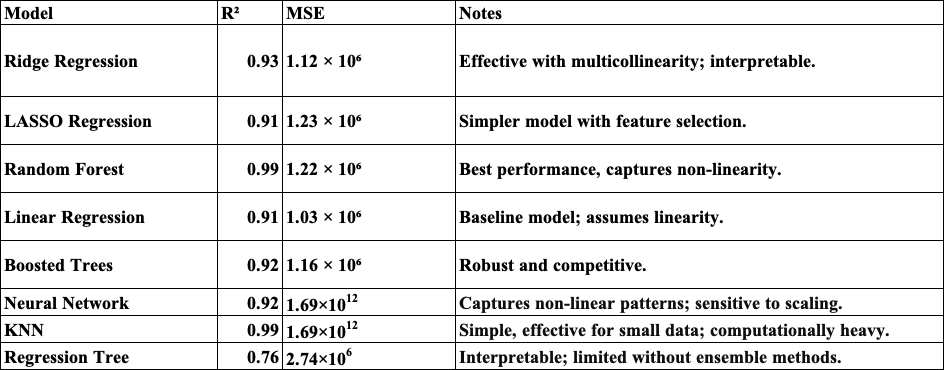 Model R² MSE Notes
Ridge Regression 0.93 1.12 × 10⁶ Effective with multicollinearity; interpretable.
LASSO Regression 0.91 1.23 × 10⁶ Simpler model with feature selection.
Random Forest 0.99 1.22 × 10⁶ Best performance, captures non-linearity.
Linear Regression 0.91 1.03 × 10⁶ Baseline model; assumes linearity.
Boosted Trees 0.92 1.16 × 10⁶ Robust and competitive.
Neural Network 0.92 1.69×10¹² Captures non-linear patterns; sensitive to scaling.
KNN 0.99 1.69×10¹² Simple, effective for small data; computationally heavy.
Regression Tree 0.76 2.74×10⁶ Interpretable; limited without ensemble methods.